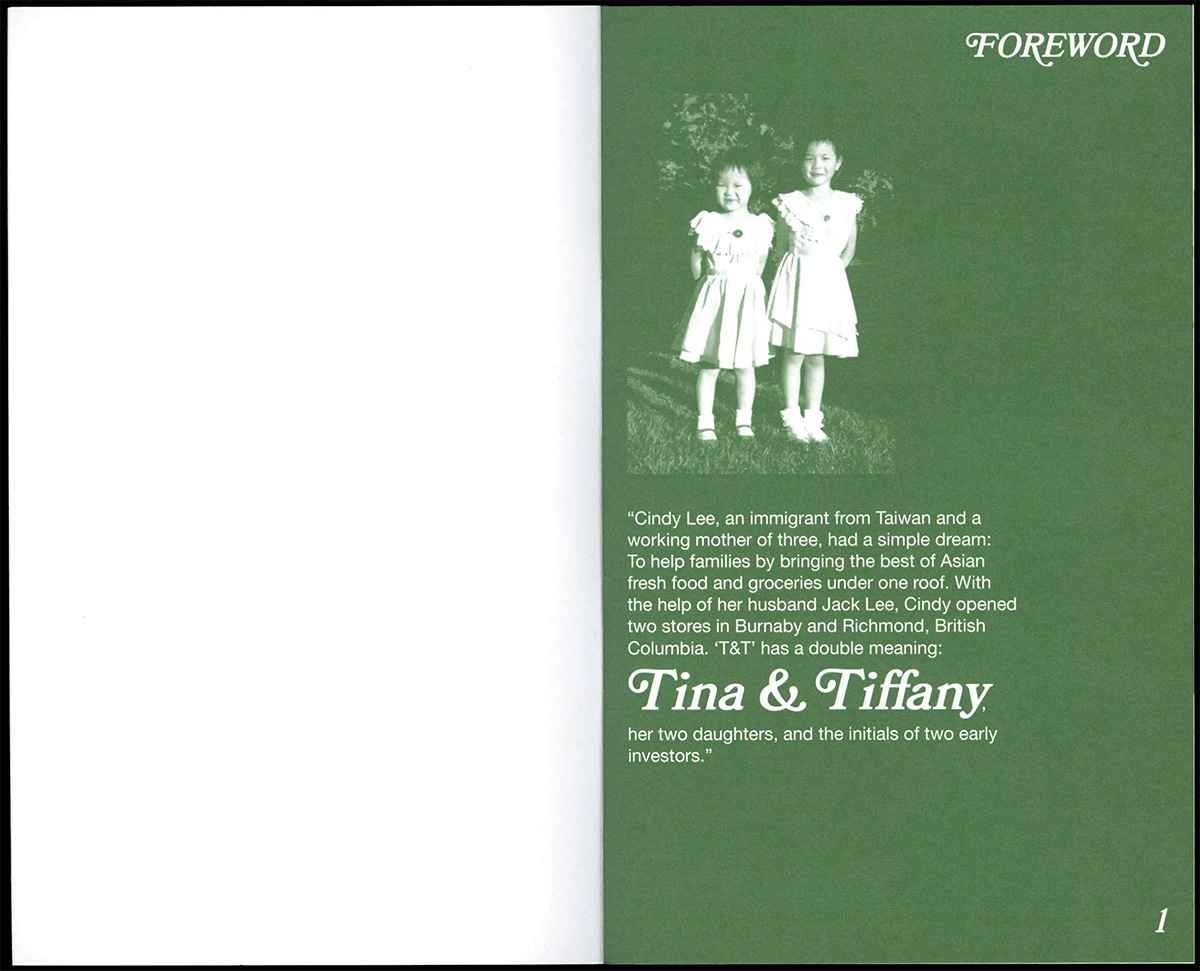 FOREWORD
“Cindy Lee, an immigrant from Taiwan and a
working mother of three, had a simple dream:
To help families by bringing the best of Asian
fresh food and groceries under one roof. With
the help of her husband Jack Lee, Cindy opened
two stores in Burnaby and Richmond, British
Columbia. ‘T&T’ has a double meaning:
Tina & Tiffany,
her two daughters, and the initials of two early
investors.”
1